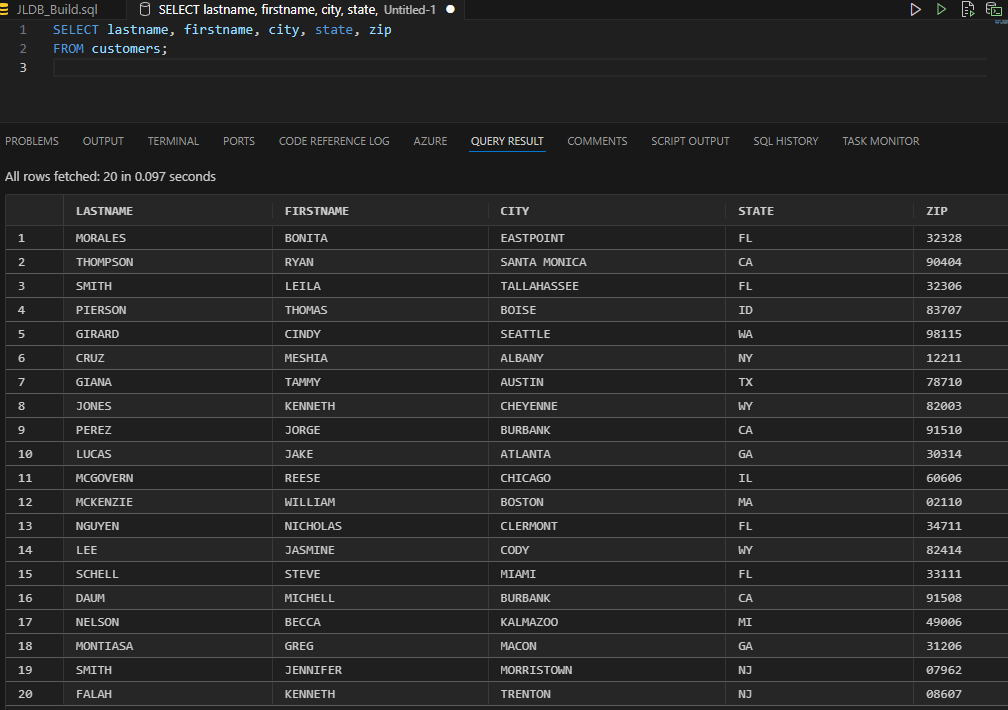 JLDB_Build.sql SELECT lastname, firstname, city, state, Untitled-1
1 SELECT lastname, firstname, city, state, zip
2 FROM customers;
3
PROBLEMS OUTPUT TERMINAL PORTS CODE REFERENCE LOG AZURE QUERY RESULT COMMENTS SCRIPT OUTPUT SQL HISTORY TASK MONITOR
All rows fetched: 20 in 0.097 seconds
LASTNAME FIRSTNAME CITY STATE ZIP
1 MORALES BONITA EASTPOINT FL 32328
2 THOMPSON RYAN SANTA MONICA CA 90404
3 SMITH LEILA TALLAHASSEE FL 32306
4 PIERSON THOMAS BOISE ID 83707
5 GIRARD CINDY SEATTLE WA 98115
6 CRUZ MESHIA ALBANY NY 12211
7 GIANA TAMMY AUSTIN TX 78710
8 JONES KENNETH CHEYENNE WY 82003
9 PEREZ JORGE BURBANK CA 91510
10 LUCAS JAKE ATLANTA GA 30314
11 MCGOVERN REESE CHICAGO IL 60606
12 MCKENZIE WILLIAM BOSTON MA 02110
13 NGUYEN NICHOLAS CLERMONT FL 34711
14 LEE JASMINE CODY WY 82414
15 SCHELL STEVE MIAMI FL 33111
16 DAUM MICHELL BURBANK CA 91508
17 NELSON BECCA KALMAZOO MI 49006
18 MONTIASA GREG MACON GA 31206
19 SMITH JENNIFER MORRISTOWN NJ 07962
20 FALAH KENNETH TRENTON NJ 08607